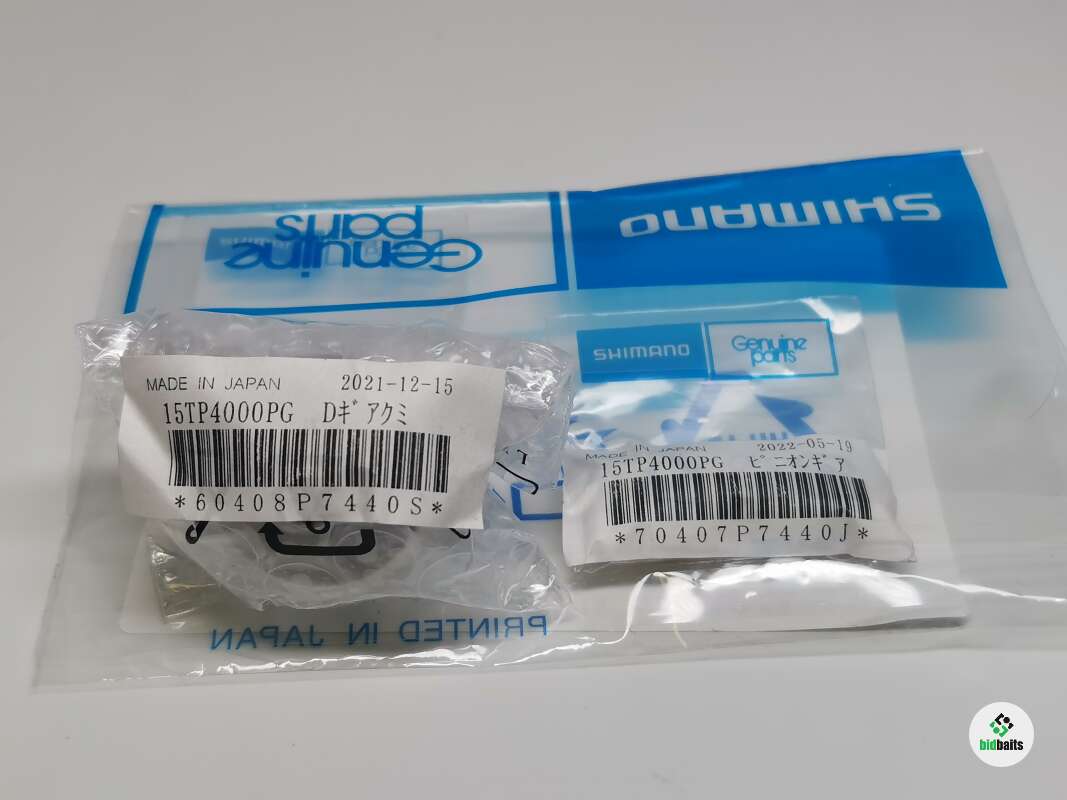 SHIMANO
Genuine
parts
SHIMANO
Genuine
parts
MADE IN JAPAN 2021-12-15
15TP4000PG Dギアクミ
*60408P7440S*
MADE IN JAPAN 2022-05-19
15TP4000PG ピニオンギア
*70407P7440J*
PRINTED IN JAPAN
bidbaits